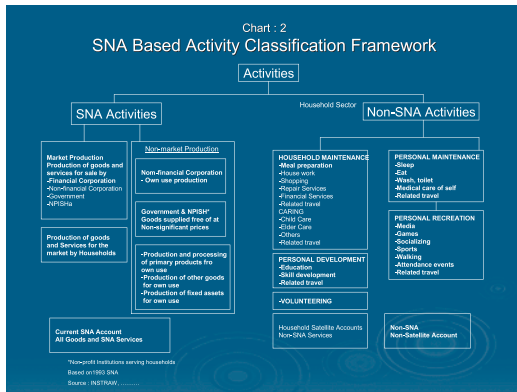 Chart : 2
SNA Based Activity Classification Framework
Activities
Household Sector
SNA Activities
Non-SNA Activities
Non-market Production
Market Production
Production of goods and
services for sale by
-Financial Corporation
-Non-financial Corporation
-Government
-NPISHa
Production of goods
and Services for the
market by Households
Nom-financial Corporation
- Own use production
Government & NPISH*
Goods supplied free of at
Non-significant prices
-Production and processing
of primary products fro
own use
- Production of other goods
for own use
-Production of fixed assets
for own use
HOUSEHOLD MAINTENANCE
-Meal preparation
-House work
-Shopping
-Repair Services
-Financial Services
-Related travel
CARING
-Child Care
-Elder Care
-Others
-Related travel
PERSONAL DEVELOPMENT
-Education
-Skill development
-Related travel
-VOLUNTEERING
Household Satellite Accounts
Non-SNA Services
PERSONAL MAINTENANCE
-Sleep
-Eat
-Wash, toilet
-Medical care of self
-Related travel
PERSONAL RECREATION
-Media
-Games
-Socializing
-Sports
-Walking
-Attendance events
-Related travel
Non-SNA
Non-Satellite Account
Current SNA Account
All Goods and SNA Services
*Non-profit Institutions serving households
Based on1993 SNA
Source : INSTRAW...........